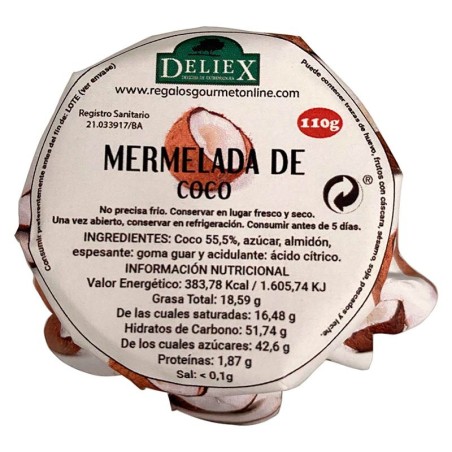 DELIEX
DELICIAS DE EXTREMADURA
www.regalosgourmetonline.com
Registro Sanitario
21.033917/BA
110g
MERMELADA DE
COCO
®
No precisa frio. Conservar en lugar fresco y seco.
Una vez abierto, conservar en refrigeración. Consumir antes de 5 días.
INGREDIENTES: Coco 55,5%, azúcar, almidón,
espesante: goma guar y acidulante: ácido cítrico.
INFORMACIÓN NUTRICIONAL
Valor Energético: 383,78 Kcal / 1.605,74 KJ
Grasa Total: 18,59 g
De las cuales saturadas: 16,48 g
Hidratos de Carbono: 51,74 g
De los cuales azúcares: 42,6 g
Proteínas: 1,87 g
Sal: < 0,1g
Consumir preferentemente antes del fin de: LOTE (ver envase)
Puede contener trazas de huevo, frutos con cáscara, sésamo, soja, pescados y leche.